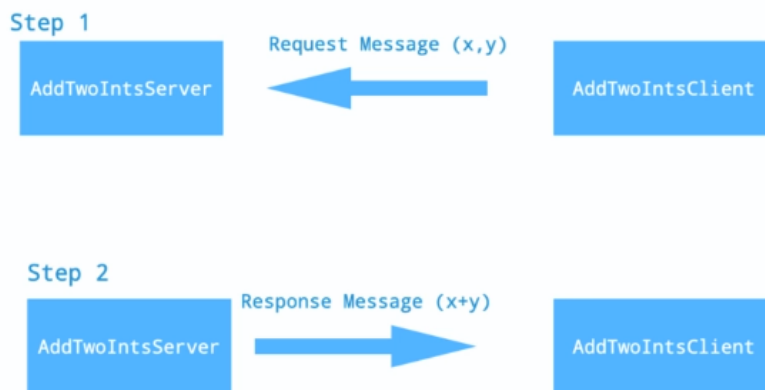 Step 1
Request Message (x,y)
AddTwoIntsServer
AddTwoIntsClient
Step 2
Response Message (x+y)
AddTwoIntsServer
AddTwoIntsClient